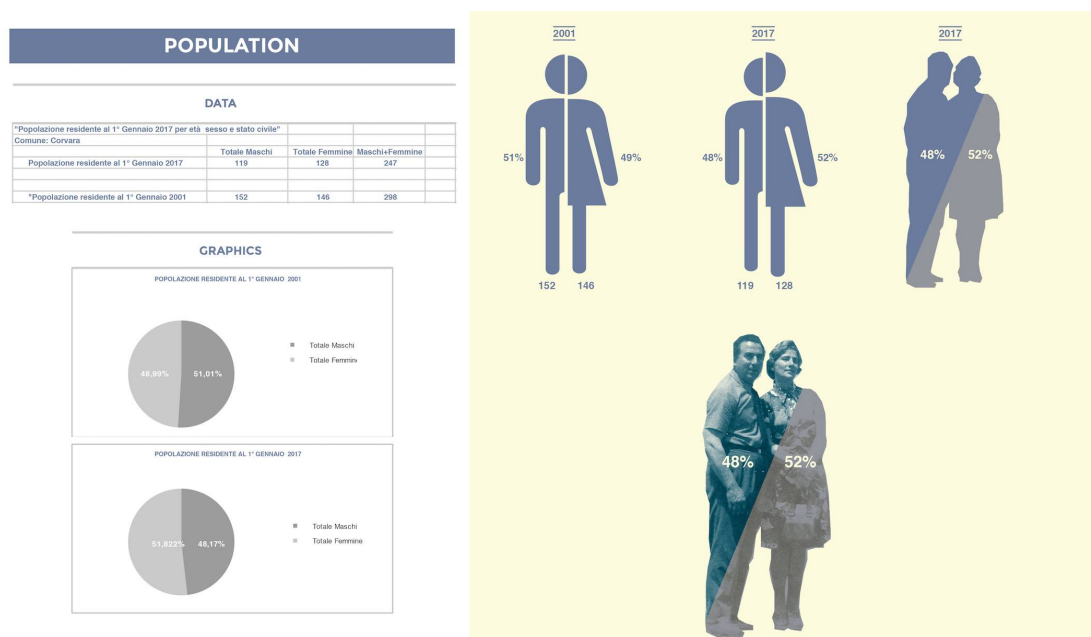 POPULATION
DATA
"Popolazione residente al 1° Gennaio 2017 per età sesso e stato civile"
Comune: Corvara
Totale Maschi Totale Femmine Maschi+Femmine
Popolazione residente al 1° Gennaio 2017 119 128 247
"Popolazione residente al 1° Gennaio 2001 152 146 298
GRAPHICS
POPOLAZIONE RESIDENTE AL 1° GENNAIO 2001
48,99% 51,01%
Totale Maschi
Totale Femmin
POPOLAZIONE RESIDENTE AL 1° GENNAIO 2017
51,822% 48,17%
Totale Maschi
Totale Femmine
2001
51% 49%
152 146
2017
48% 52%
119 128
2017
48% 52%
48% 52%